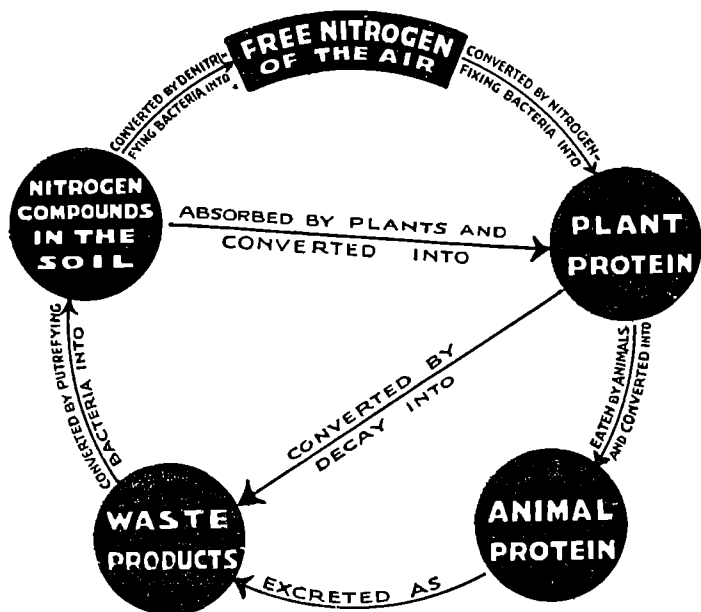 FREE NITROGEN
OF THE AIR
CONVERTED BY NITROGEN-
FIXING BACTERIA INTO
PLANT
PROTEIN
EATEN BY ANIMALS
AND CONVERTED INTO
ANIMAL
PROTEIN
EXCRETED AS
WASTE
PRODUCTS
CONVERTED BY PUTREFYING
BACTERIA INTO
NITROGEN
COMPOUNDS
IN THE
SOIL
CONVERTED BY DENITRI-
FYING BACTERIA INTO
ABSORBED BY PLANTS AND
CONVERTED INTO
CONVERTED BY
DECAY INTO